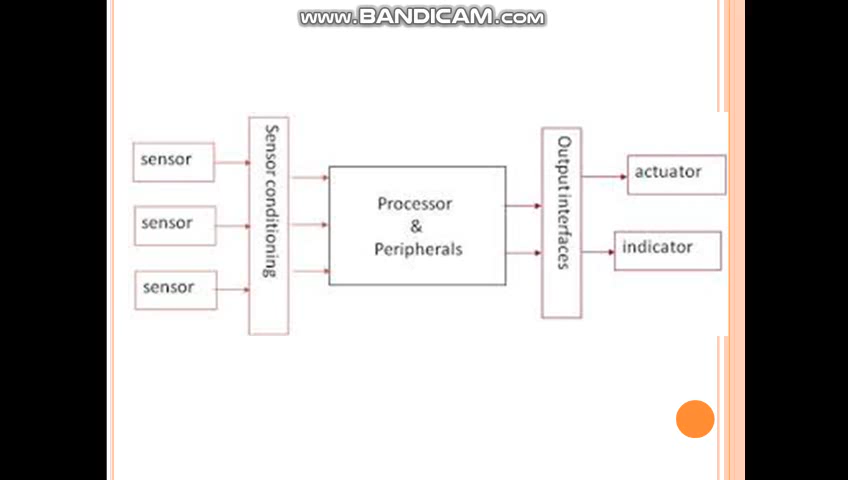 www.BANDICAM.com
sensor
sensor
sensor
Sensor conditioning
Processor
&
Peripherals
Output interfaces
actuator
indicator